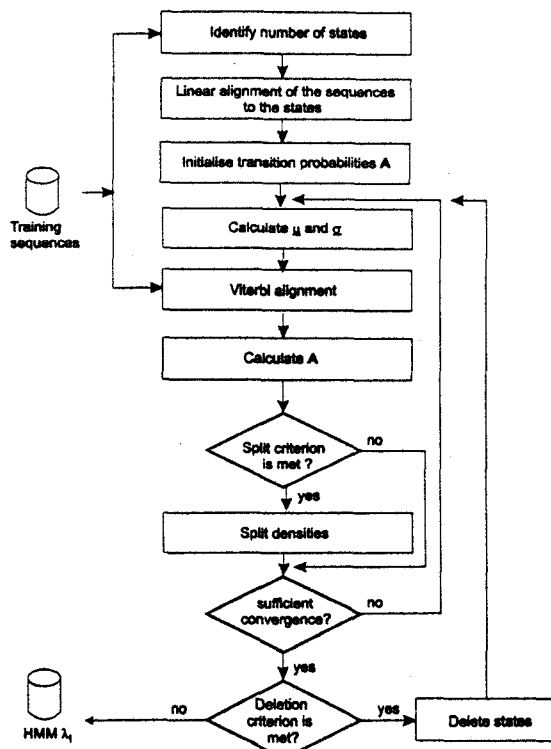 Identify number of states
Linear alignment of the sequences
to the states
Initialise transition probabilities A
Training
sequences
Calculate μ and σ
Viterbi alignment
Calculate A
Split criterion
is met ?
no
yes
Split densities
sufficient
convergence?
no
yes
Deletion
criterion is
met?
no
yes
Delete states
HMM λ₁